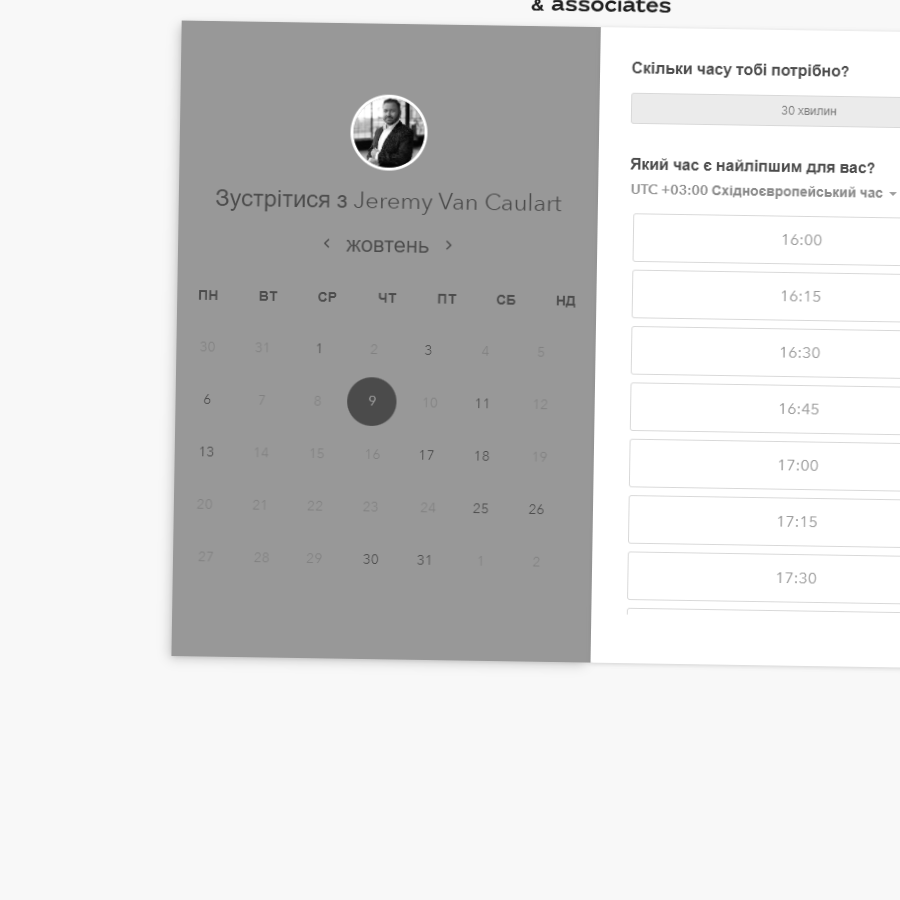 & associates
Зустрітися з Jeremy Van Caulart
жовтень
ПН ВТ СР ЧТ ПТ СБ НД
30 31 1 2 3 4 5
6 7 8 9 10 11 12
13 14 15 16 17 18 19
20 21 22 23 24 25 26
27 28 29 30 31 1 2
Скільки часу тобі потрібно?
30 хвилин
Який час є найліпшим для вас?
UTC +03:00 Східноєвропейський час
16:00
16:15
16:30
16:45
17:00
17:15
17:30